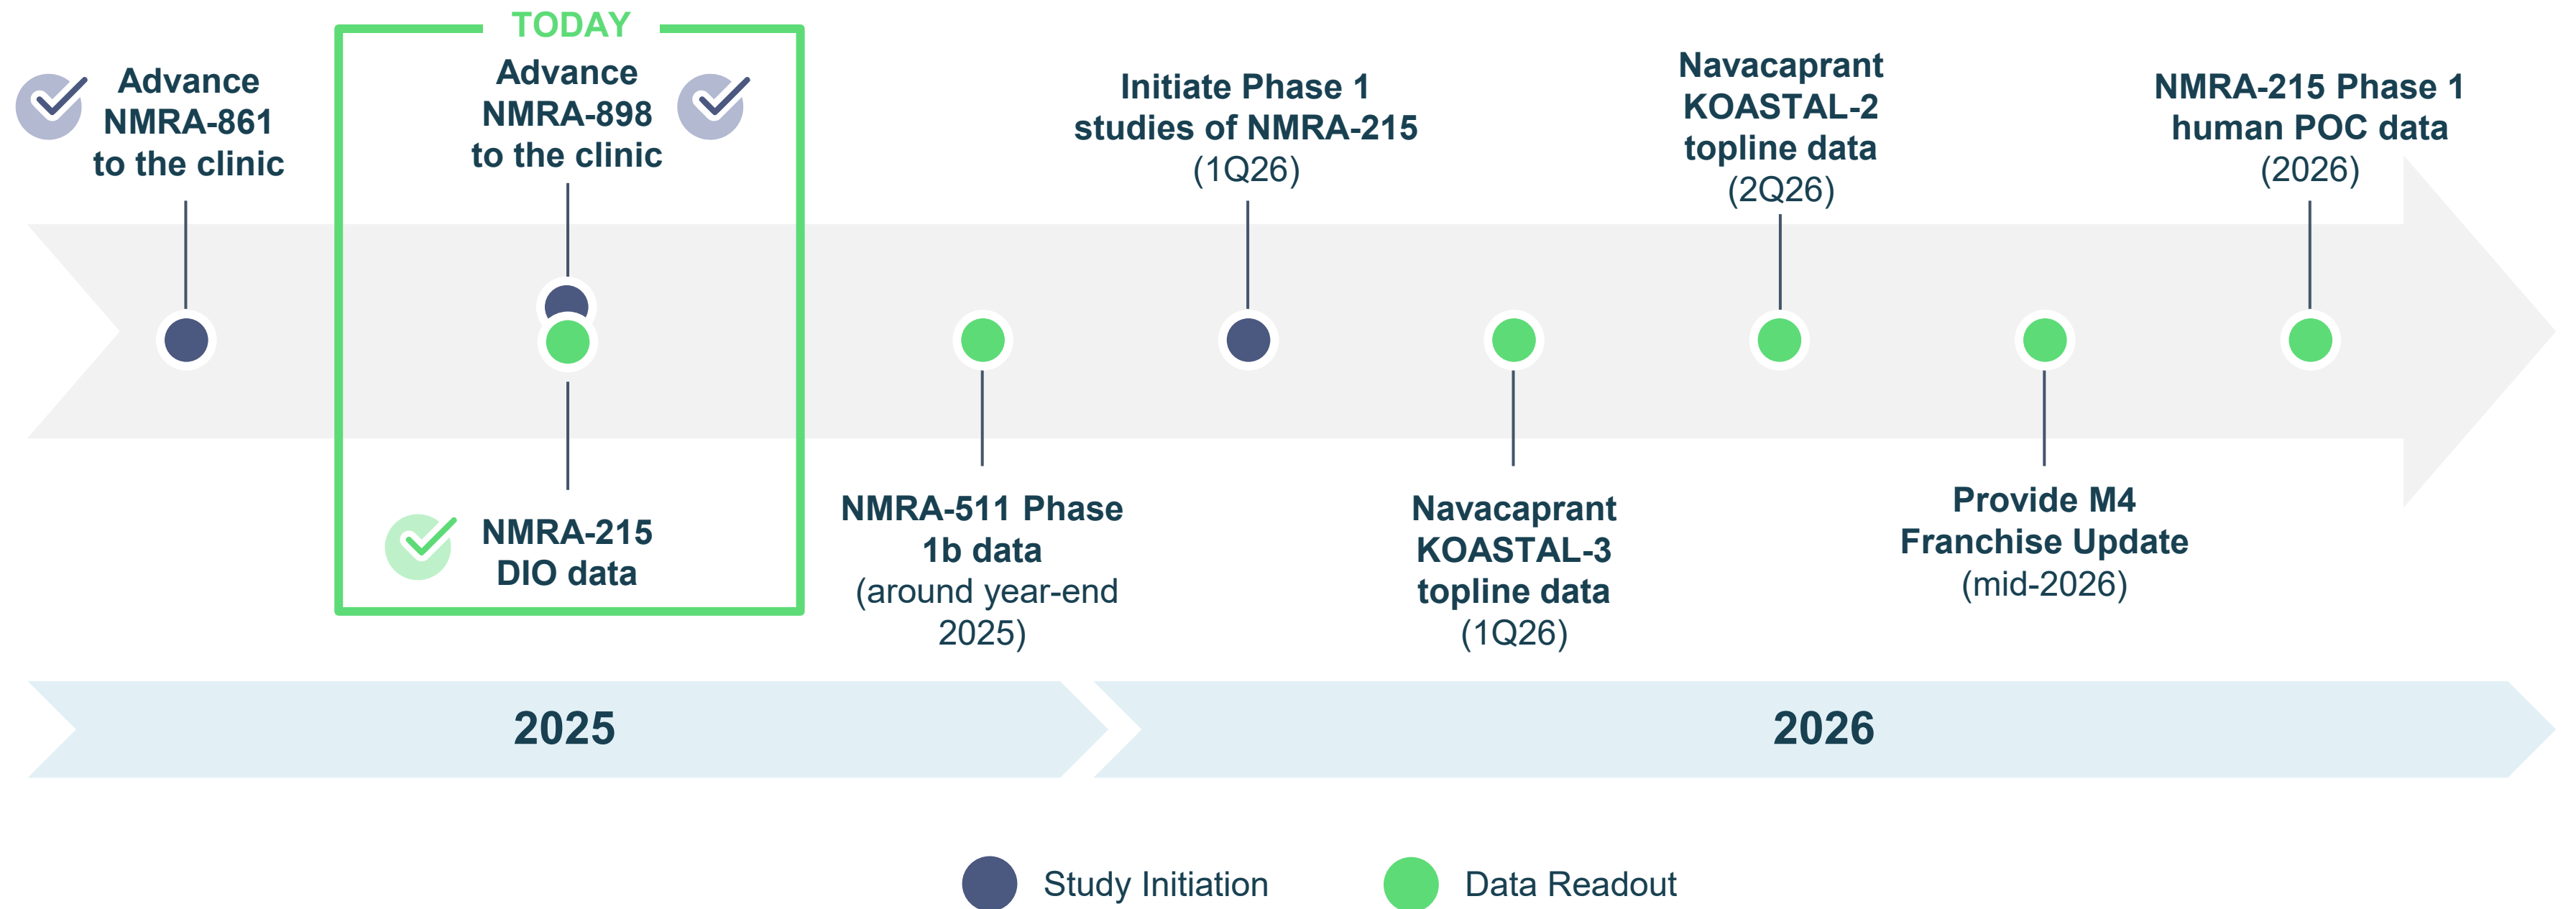 TODAY
Advance
NMRA-861
to the clinic
Advance
NMRA-898
to the clinic
Initiate Phase 1
studies of NMRA-215
(1Q26)
Navacaprant
KOASTAL-2
topline data
(2Q26)
NMRA-215 Phase 1
human POC data
(2026)
NMRA-215
DIO data
NMRA-511 Phase
1b data
(around year-end
2025)
Navacaprant
KOASTAL-3
topline data
(1Q26)
Provide M4
Franchise Update
(mid-2026)
2025
2026
Study Initiation
Data Readout